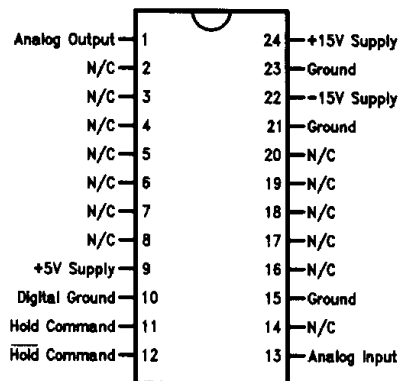 Analog Output 1 24 +15V Supply
N/C 2 23 Ground
N/C 3 22 -15V Supply
N/C 4 21 Ground
N/C 5 20 N/C
N/C 6 19 N/C
N/C 7 18 N/C
N/C 8 17 N/C
+5V Supply 9 16 N/C
Digital Ground 10 15 Ground
Hold Command 11 14 N/C
H̅o̅l̅d̅ Command 12 13 Analog Input